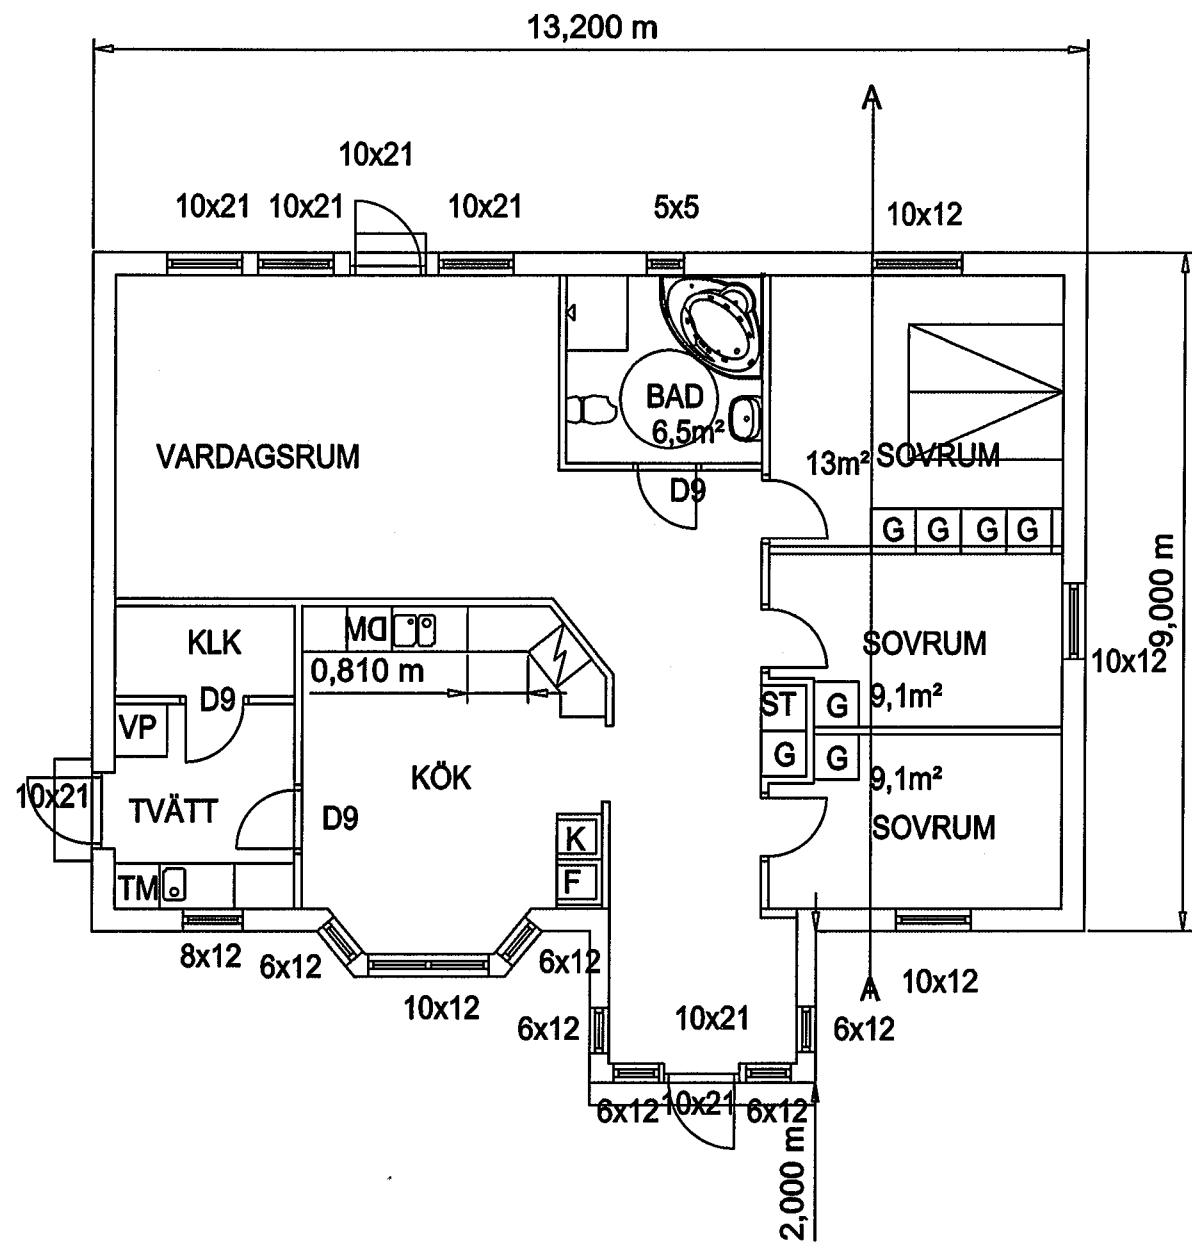 13,200 m
A
10x21
10x21
10x21
10x21
5x5
10x12
BAD
6,5m²
VARDAGSRUM
13m²
SOVRUM
D9
G
G
G
G
9,000 m
KLK
DM
SOVRUM
10x12
0,810 m
D9
ST
G
9,1m²
VP
G
G
9,1m²
KÖK
10x21
TVÄTT
D9
SOVRUM
K
F
TM
8x12
6x12
6x12
10x12
A
10x12
6x12
10x21
6x12
6x12
10x21
6x12
2,000 m